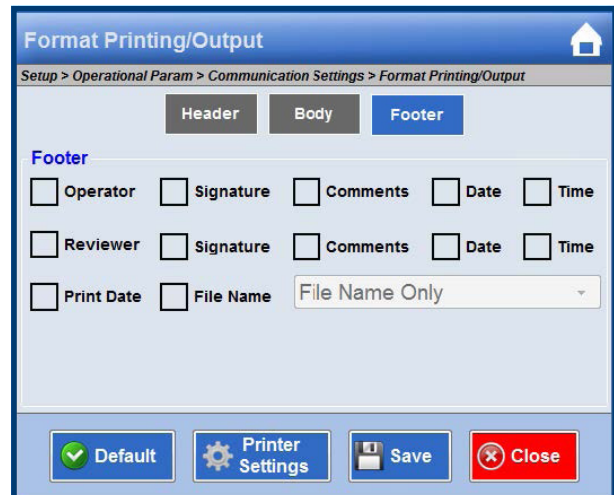 Format Printing/Output
Setup > Operational Param > Communication Settings > Format Printing/Output
Header Body Footer
Footer
Operator Signature Comments Date Time
Reviewer Signature Comments Date Time
Print Date File Name File Name Only
Default Printer Settings Save Close